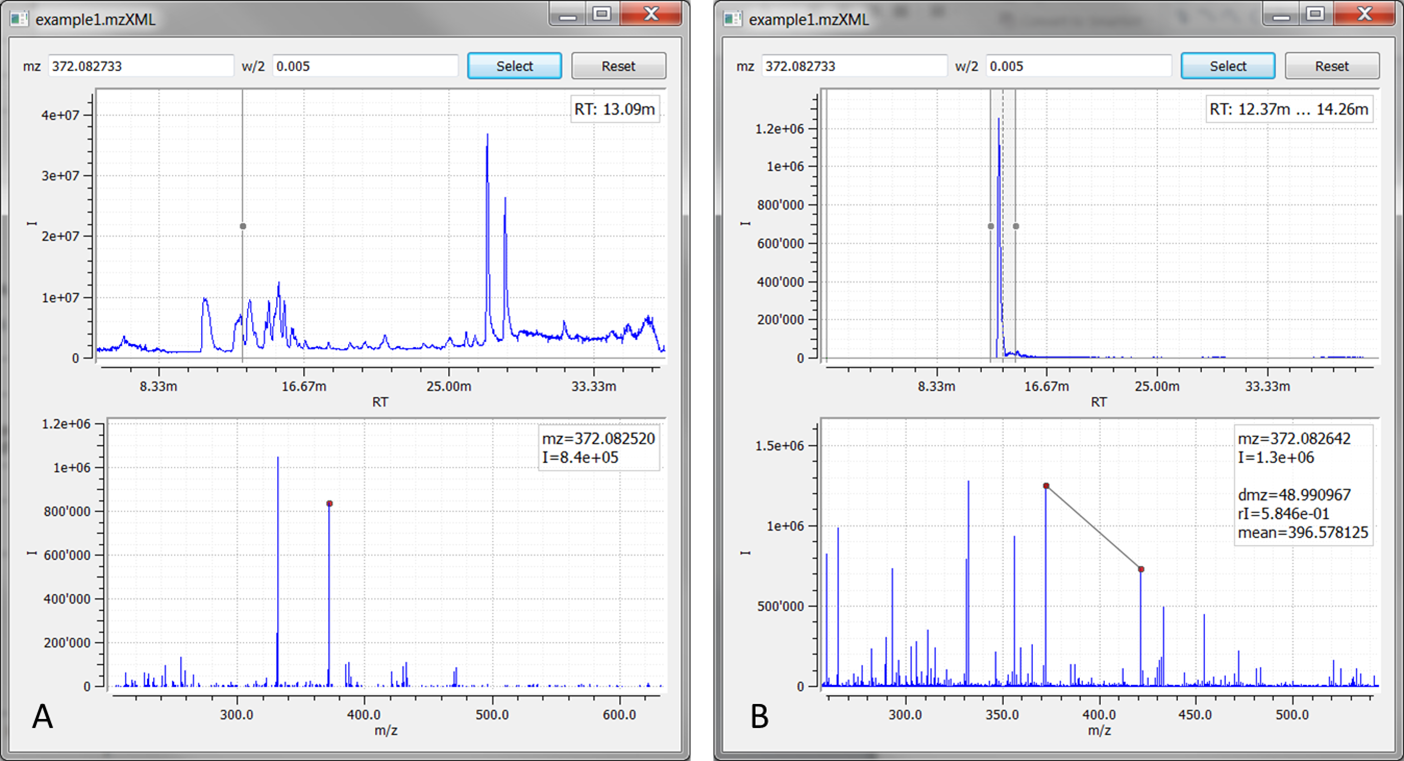 example1.mzXML
mz 372.082733 w/2 0.005 Select Reset
RT: 13.09m
4e+07
3e+07
2e+07
1e+07
0
I
8.33m 16.67m 25.00m 33.33m
RT
mz=372.082520
I=8.4e+05
1.2e+06
1e+06
800'000
600'000
400'000
200'000
0
I
300.0 400.0 500.0 600.0
m/z
A
example1.mzXML
mz 372.082733 w/2 0.005 Select Reset
RT: 12.37m ... 14.26m
1.2e+06
1e+06
800'000
600'000
400'000
200'000
0
I
8.33m 16.67m 25.00m 33.33m
RT
mz=372.082642
I=1.3e+06
dmz=48.990967
rI=5.846e-01
mean=396.578125
1.5e+06
1e+06
500'000
0
I
300.0 350.0 400.0 450.0 500.0
m/z
B